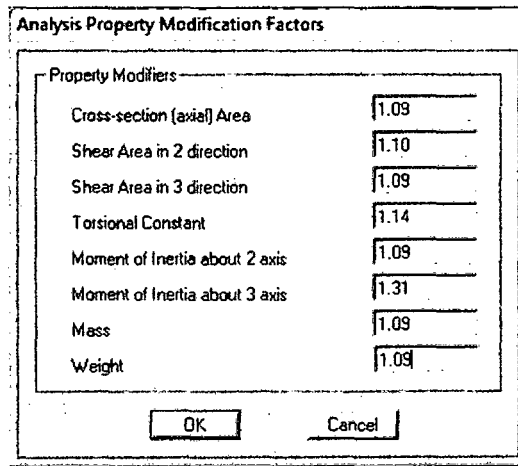 Analysis Property Modification Factors
Property Modifiers
Cross-section (axial) Area 1.09
Shear Area in 2 direction 1.10
Shear Area in 3 direction 1.09
Torsional Constant 1.14
Moment of Inertia about 2 axis 1.09
Moment of Inertia about 3 axis 1.31
Mass 1.09
Weight 1.09
OK Cancel